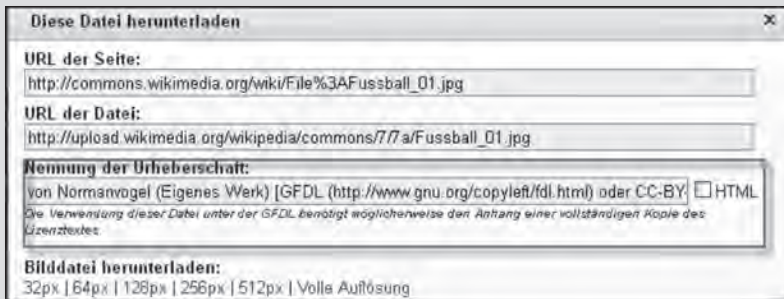 Diese Datei herunterladen x
URL der Seite:
http://commons.wikimedia.org/wiki/File%3AFussball_01.jpg
URL der Datei:
http://upload.wikimedia.org/wikipedia/commons/7/7a/Fussball_01.jpg
Nennung der Urheberschaft:
von Normanvogel (Eigenes Werk) [GFDL (http://www.gnu.org/copyleft/fdl.html) oder CC-BY- HTML
Die Verwendung dieser Datei unter der GFDL benötigt möglicherweise den Anhang einer vollständigen Kopie des
Lizenztextes.
Bilddatei herunterladen:
32px | 64px | 128px | 256px | 512px | Volle Auflösung